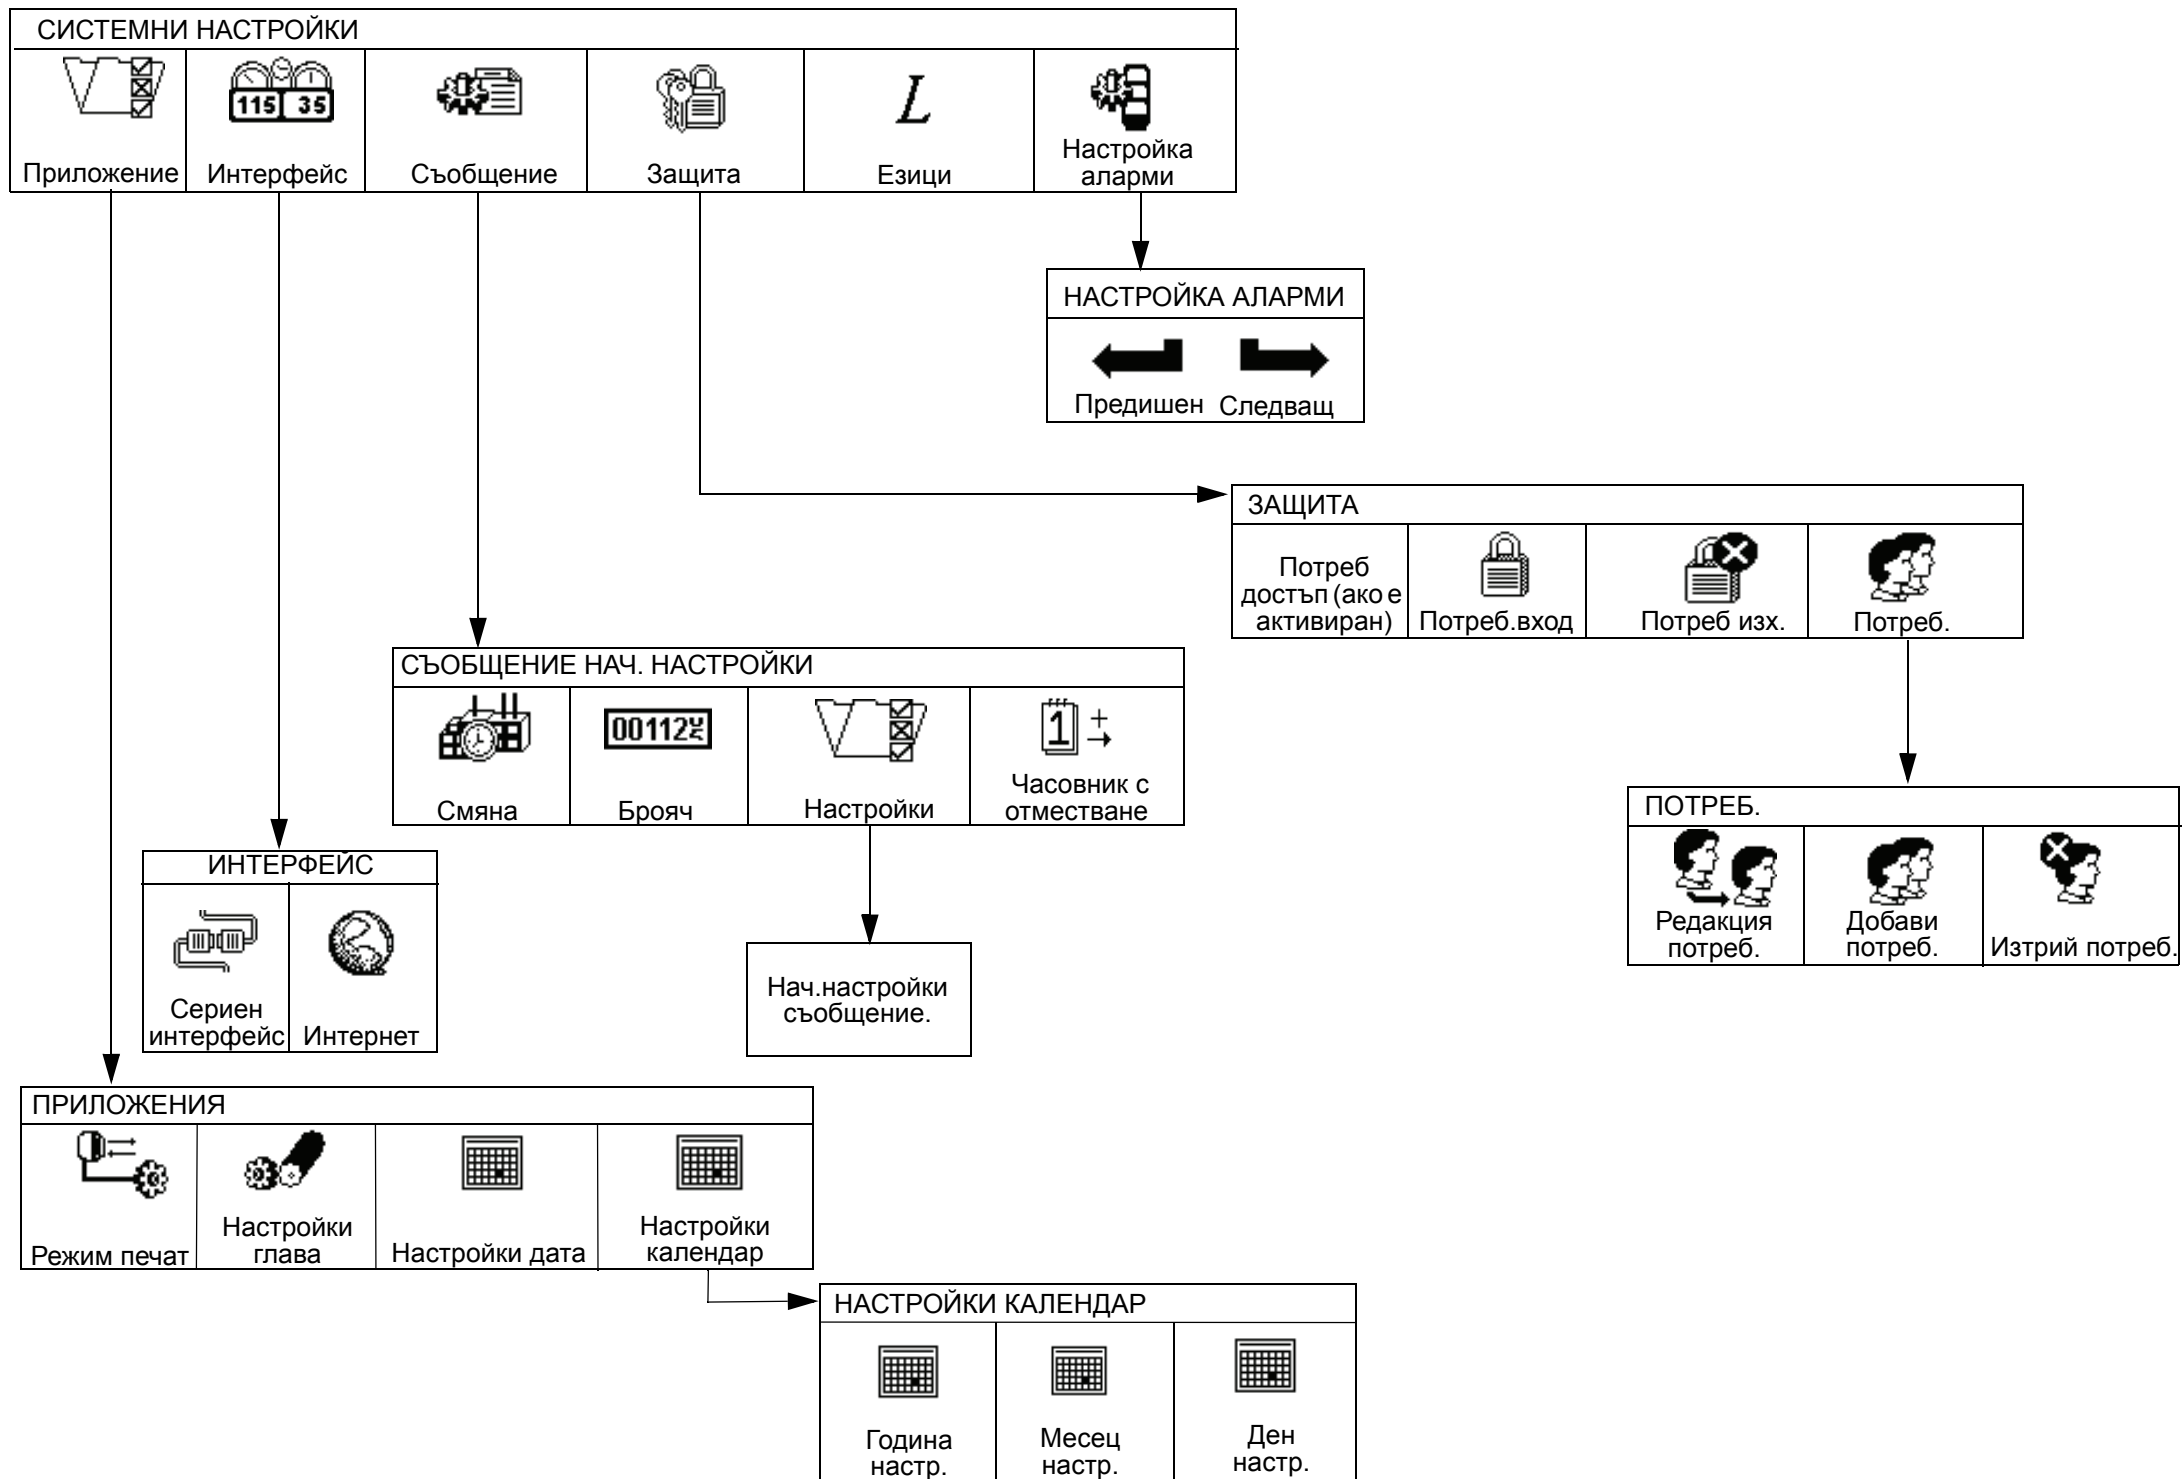 СИСТЕМНИ НАСТРОЙКИ
115 35
L
Приложение
Интерфейс
Съобщение
Защита
Езици
Настройка
аларми
НАСТРОЙКА АЛАРМИ
Предишен
Следващ
ЗАЩИТА
Потреб
достъп (ако е
активиран)
Потреб.вход
Потреб изх.
Потреб.
СЪОБЩЕНИЕ НАЧ. НАСТРОЙКИ
00112
1
Смяна
Брояч
Настройки
Часовник с
отместване
ПОТРЕБ.
Редакция
потреб.
Добави
потреб.
Изтрий потреб.
ИНТЕРФЕЙС
Сериен
интерфейс
Интернет
Нач.настройки
съобщение.
ПРИЛОЖЕНИЯ
Режим печат
Настройки
глава
Настройки дата
Настройки
календар
НАСТРОЙКИ КАЛЕНДАР
Година
настр.
Месец
настр.
Ден
настр.